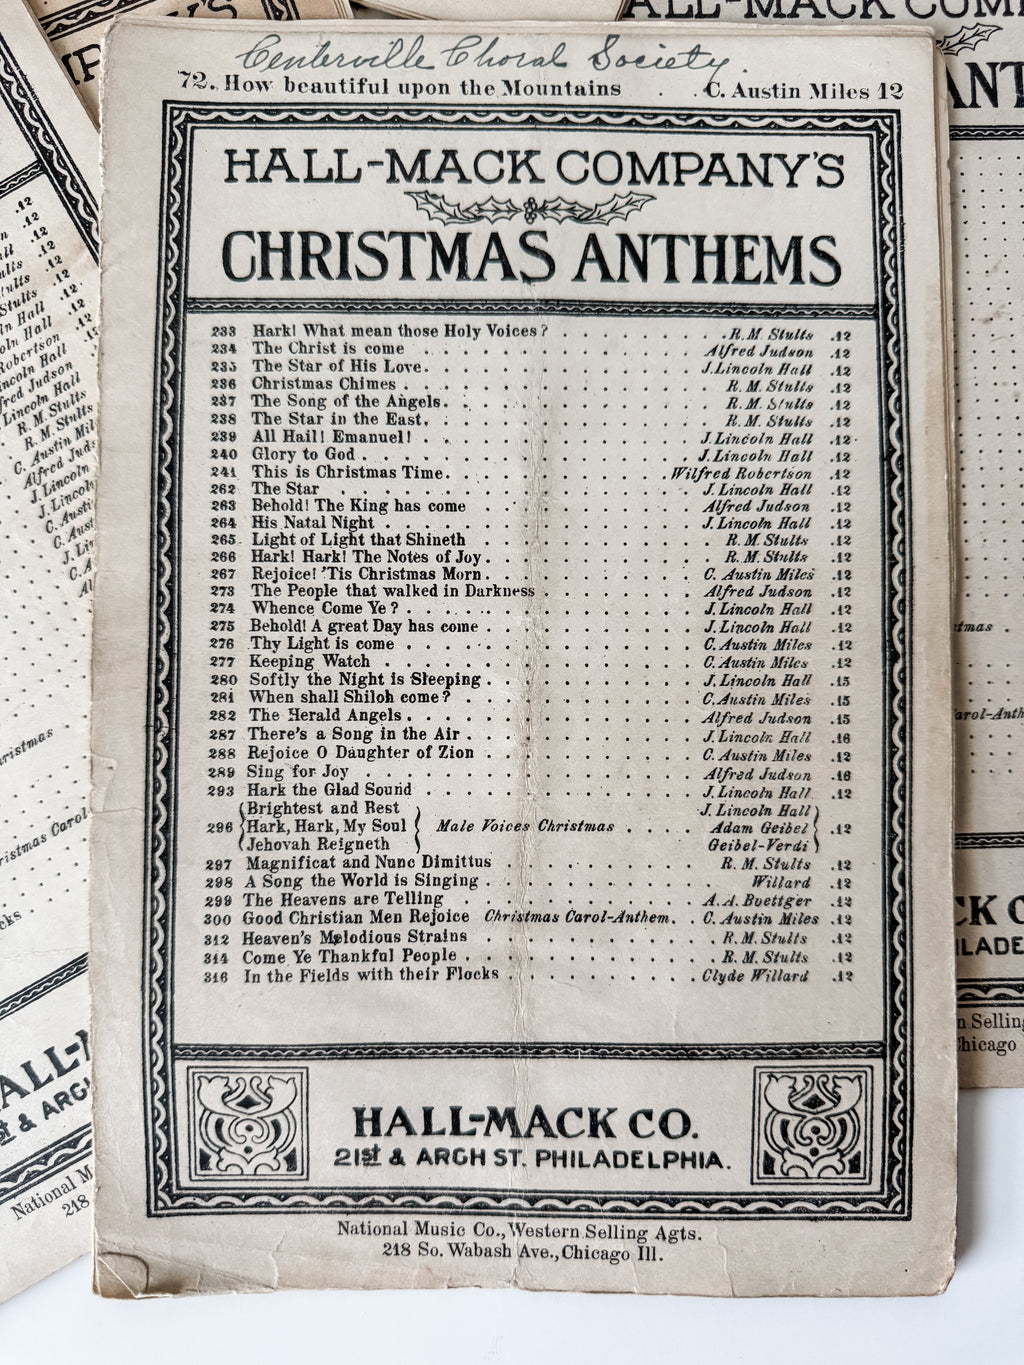 Centerville Choral Society.
72. How beautiful upon the Mountains . . C. Austin Miles 12
HALL-MACK COMPANY'S
CHRISTMAS ANTHEMS
233 Hark! What mean those Holy Voices? R. M. Stults .12
234 The Christ is come Alfred Judson .12
235 The Star of His Love. J. Lincoln Hall .12
236 Christmas Chimes R. M. Stults .12
237 The Song of the Angels. R. M. Stults .12
238 The Star in the East. R. M. Stults .12
239 All Hail! Emanuel! J. Lincoln Hall .12
240 Glory to God J. Lincoln Hall .12
241 This is Christmas Time. Wilfred Robertson .12
262 The Star J. Lincoln Hall .12
263 Behold! The King has come Alfred Judson .12
264 His Natal Night J. Lincoln Hall .12
265 Light of Light that Shineth R. M. Stults .12
266 Hark! Hark! The Notes of Joy. R. M. Stults .12
267 Rejoice! 'Tis Christmas Morn. C. Austin Miles .12
273 The People that walked in Darkness Alfred Judson .12
274 Whence Come Ye? J. Lincoln Hall .12
275 Behold! A great Day has come J. Lincoln Hall .12
276 Thy Light is come C. Austin Miles .12
277 Keeping Watch C. Austin Miles .12
280 Softly the Night is Sleeping J. Lincoln Hall .15
281 When shall Shiloh come? C. Austin Miles .15
282 The Herald Angels Alfred Judson .15
287 There's a Song in the Air J. Lincoln Hall .16
288 Rejoice O Daughter of Zion C. Austin Miles .12
289 Sing for Joy Alfred Judson .16
293 Hark the Glad Sound J. Lincoln Hall .12
Brightest and Best J. Lincoln Hall
296 Hark, Hark, My Soul Male Voices Christmas Adam Geibel .12
Jehovah Reigneth Geibel-Verdi
297 Magnificat and Nunc Dimittus R. M. Stults .12
298 A Song the World is Singing Willard .12
299 The Heavens are Telling A. A. Buettger .12
300 Good Christian Men Rejoice Christmas Carol-Anthem. C. Austin Miles .12
312 Heaven's Melodious Strains R. M. Stults .12
314 Come Ye Thankful People R. M. Stults .12
316 In the Fields with their Flocks Clyde Willard .12
HALL-MACK CO.
21st & ARCH ST. PHILADELPHIA.
National Music Co., Western Selling Agts.
218 So. Wabash Ave., Chicago Ill.